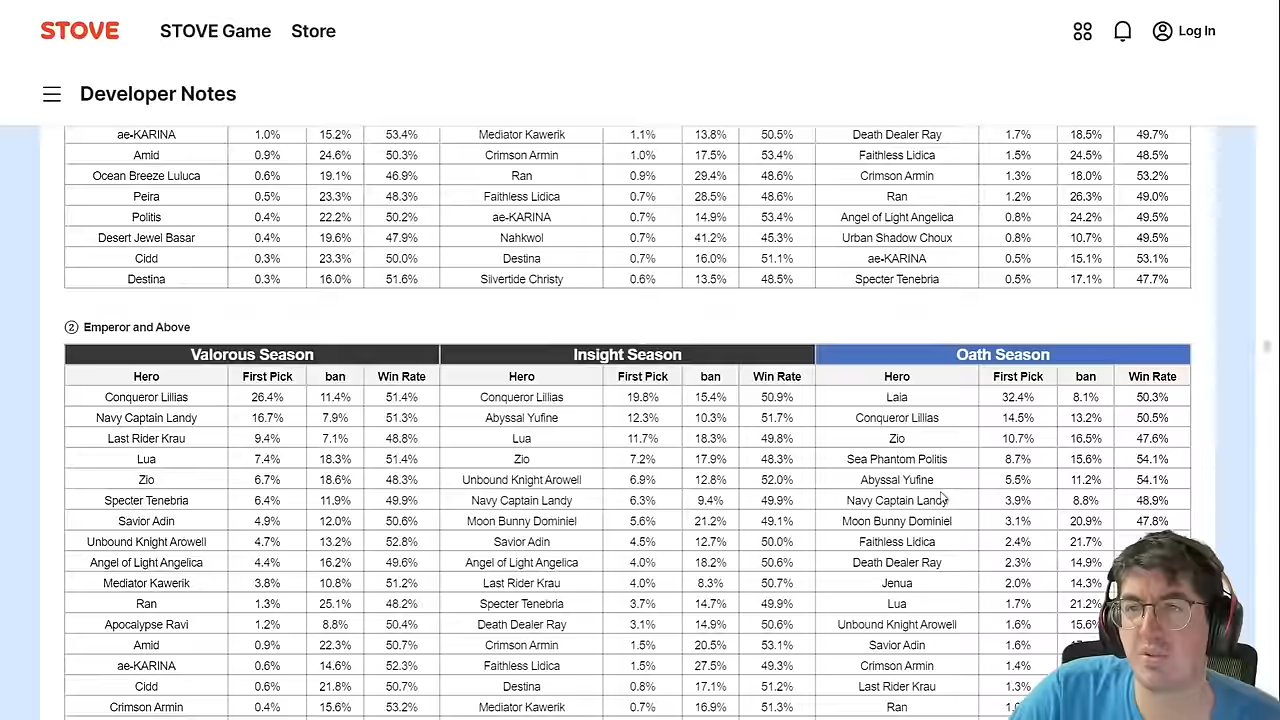 STOVE STOVE Game Store Log In
Developer Notes
ae-KARINA 1.0% 15.2% 53.4% Mediator Kawerik 1.1% 13.8% 50.5% Death Dealer Ray 1.7% 18.5% 49.7%
Amid 0.9% 24.6% 50.3% Crimson Armin 1.0% 17.5% 53.4% Faithless Lidica 1.5% 24.5% 48.5%
Ocean Breeze Luluca 0.6% 19.1% 46.9% Ran 0.9% 29.4% 48.6% Crimson Armin 1.3% 18.0% 53.2%
Peira 0.5% 23.3% 48.3% Faithless Lidica 0.7% 28.5% 48.6% Ran 1.2% 26.3% 49.0%
Politis 0.4% 22.2% 50.2% ae-KARINA 0.7% 14.9% 53.4% Angel of Light Angelica 0.8% 24.2% 49.5%
Desert Jewel Basar 0.4% 19.6% 47.9% Nahkwol 0.7% 41.2% 45.3% Urban Shadow Choux 0.8% 10.7% 49.5%
Cidd 0.3% 23.3% 50.0% Destina 0.7% 16.0% 51.1% ae-KARINA 0.5% 15.1% 53.1%
Destina 0.3% 16.0% 51.6% Silvertide Christy 0.6% 13.5% 48.5% Specter Tenebria 0.5% 17.1% 47.7%
② Emperor and Above
Valorous Season Insight Season Oath Season
Hero First Pick ban Win Rate Hero First Pick ban Win Rate Hero First Pick ban Win Rate
Conqueror Lilias 26.4% 11.4% 51.4% Conqueror Lilias 19.8% 15.4% 50.9% Laia 32.4% 8.1% 50.3%
Navy Captain Landy 16.7% 7.9% 51.3% Abyssal Yufine 12.3% 10.3% 51.7% Conqueror Lilias 14.5% 13.2% 50.5%
Last Rider Krau 9.4% 7.1% 48.8% Lua 11.7% 18.3% 49.8% Zio 10.7% 16.5% 47.6%
Lua 7.4% 18.3% 51.4% Zio 7.2% 17.9% 48.3% Sea Phantom Politis 8.7% 15.6% 54.1%
Zio 6.7% 18.6% 48.3% Unbound Knight Arowell 6.9% 12.8% 52.0% Abyssal Yufine 5.5% 11.2% 54.1%
Specter Tenebria 6.4% 11.9% 49.9% Navy Captain Landy 6.3% 9.4% 49.9% Navy Captain Landy 3.9% 8.8% 48.9%
Savior Adin 4.9% 12.0% 50.6% Moon Bunny Dominiel 5.6% 21.2% 49.1% Moon Bunny Dominiel 3.1% 20.9% 47.8%
Unbound Knight Arowell 4.7% 13.2% 52.8% Savior Adin 4.5% 12.7% 50.0% Faithless Lidica 2.4% 21.7%
Angel of Light Angelica 4.4% 16.2% 49.6% Angel of Light Angelica 4.0% 18.2% 50.6% Death Dealer Ray 2.3% 14.9%
Mediator Kawerik 3.8% 10.8% 51.2% Last Rider Krau 4.0% 8.3% 50.7% Jenua 2.0% 14.3%
Ran 1.3% 25.1% 48.2% Specter Tenebria 3.7% 14.7% 49.9% Lua 1.7% 21.2%
Apocalypse Ravi 1.2% 8.8% 50.4% Death Dealer Ray 3.1% 14.9% 50.6% Unbound Knight Arowell 1.6% 15.6%
Amid 0.9% 22.3% 50.7% Crimson Armin 1.5% 20.5% 53.1% Savior Adin 1.6%
ae-KARINA 0.6% 14.6% 52.3% Faithless Lidica 1.5% 27.5% 49.3% Crimson Armin 1.4%
Cidd 0.6% 21.8% 50.7% Destina 0.8% 17.1% 51.2% Last Rider Krau 1.3%
Crimson Armin 0.4% 15.6% 53.2% Mediator Kawerik 0.7% 16.9% 51.3% Ran